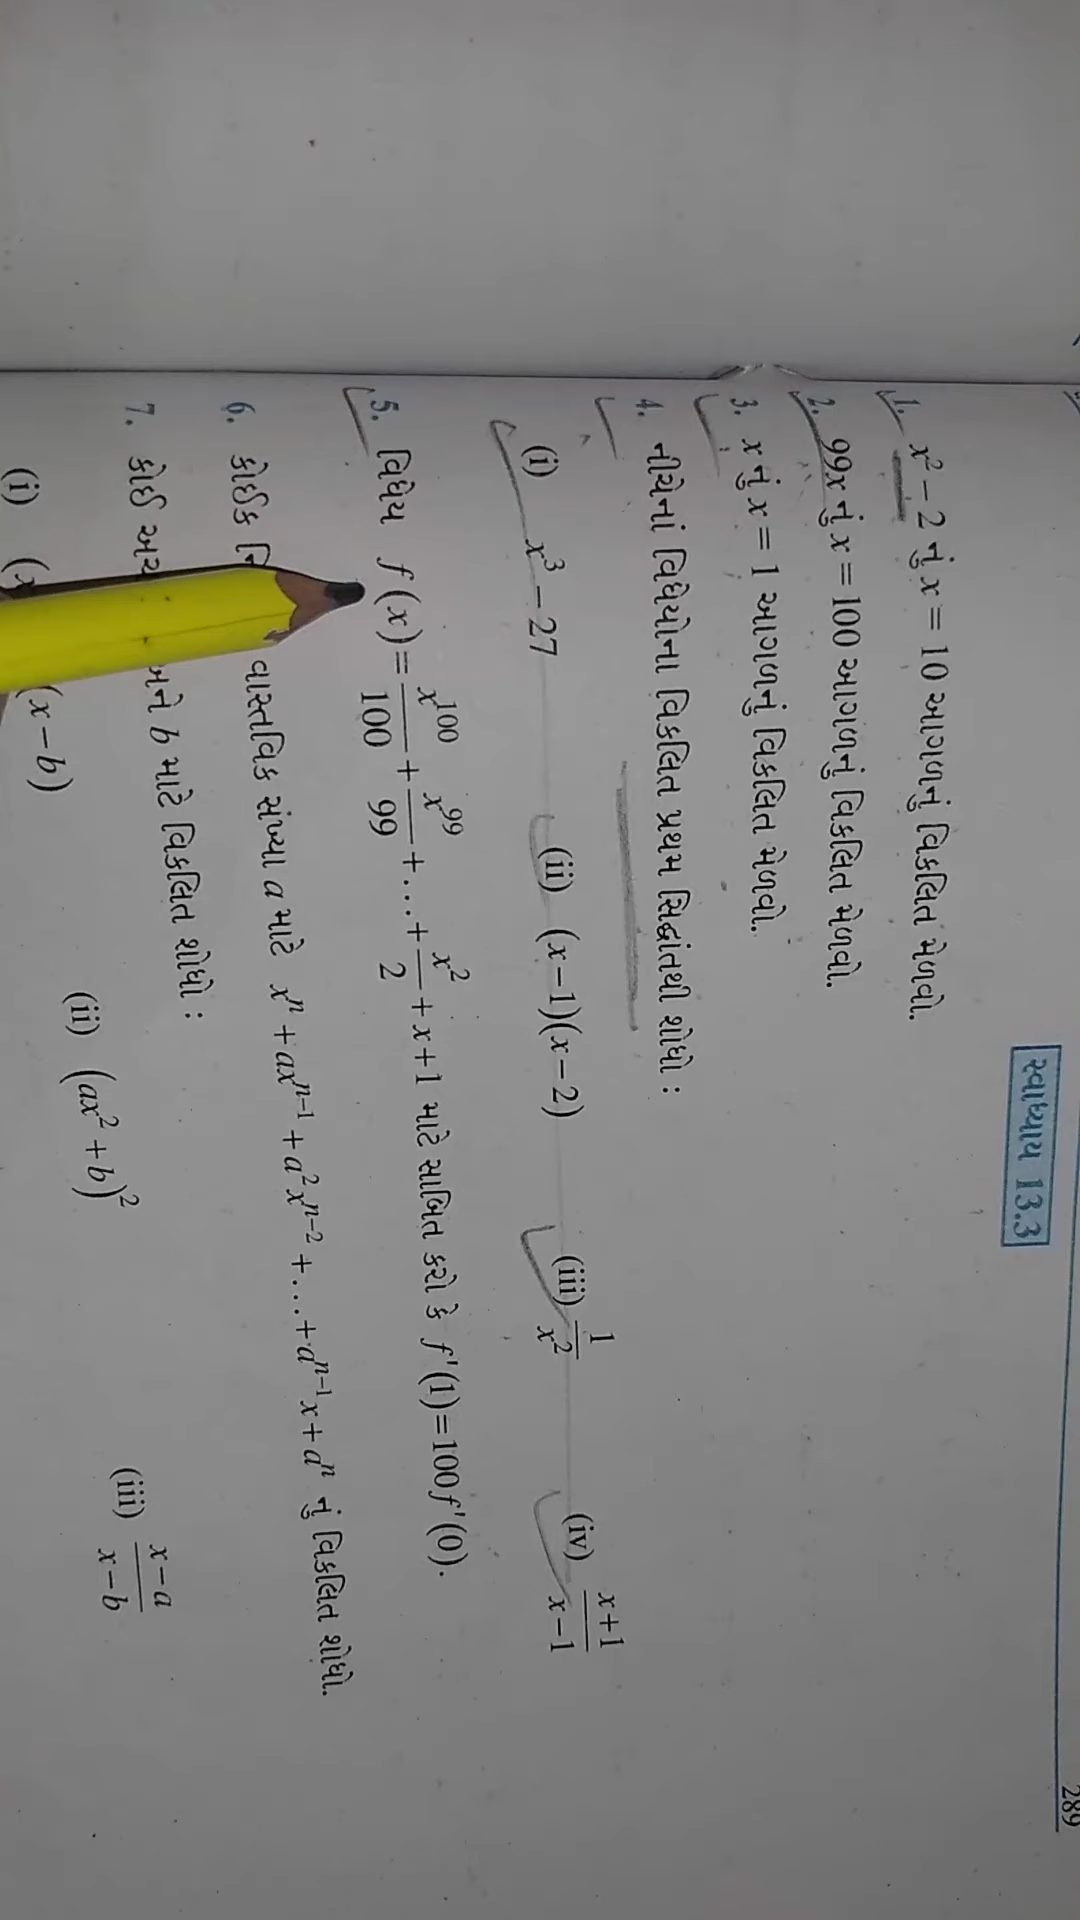 289
સ્વાધ્યાય 13.3
1. x² – 2 નું x = 10 આગળનું વિકલિત મેળવો.
2. 99x નું x = 100 આગળનું વિકલિત મેળવો.
3. x નું x = 1 આગળનું વિકલિત મેળવો.
4. નીચેનાં વિધેયોના વિકલિત પ્રથમ સિદ્ધાંતથી શોધો :
(i) x³ – 27 (ii) (x – 1)(x – 2) (iii) 1/x² (iv) (x+1)/(x–1)
5. વિધેય f(x) = x¹⁰⁰/100 + x⁹⁹/99 + ... + x²/2 + x + 1 માટે સાબિત કરો કે f'(1) = 100f'(0).
6. કોઈક વાસ્તવિક સંખ્યા a માટે xⁿ + axⁿ⁻¹ + a²xⁿ⁻² + ... + aⁿ⁻¹x + aⁿ નું વિકલિત શોધો.
7. કોઈ અને b માટે વિકલિત શોધો :
(i) (x – b) (ii) (ax² + b)² (iii) (x–a)/(x–b)